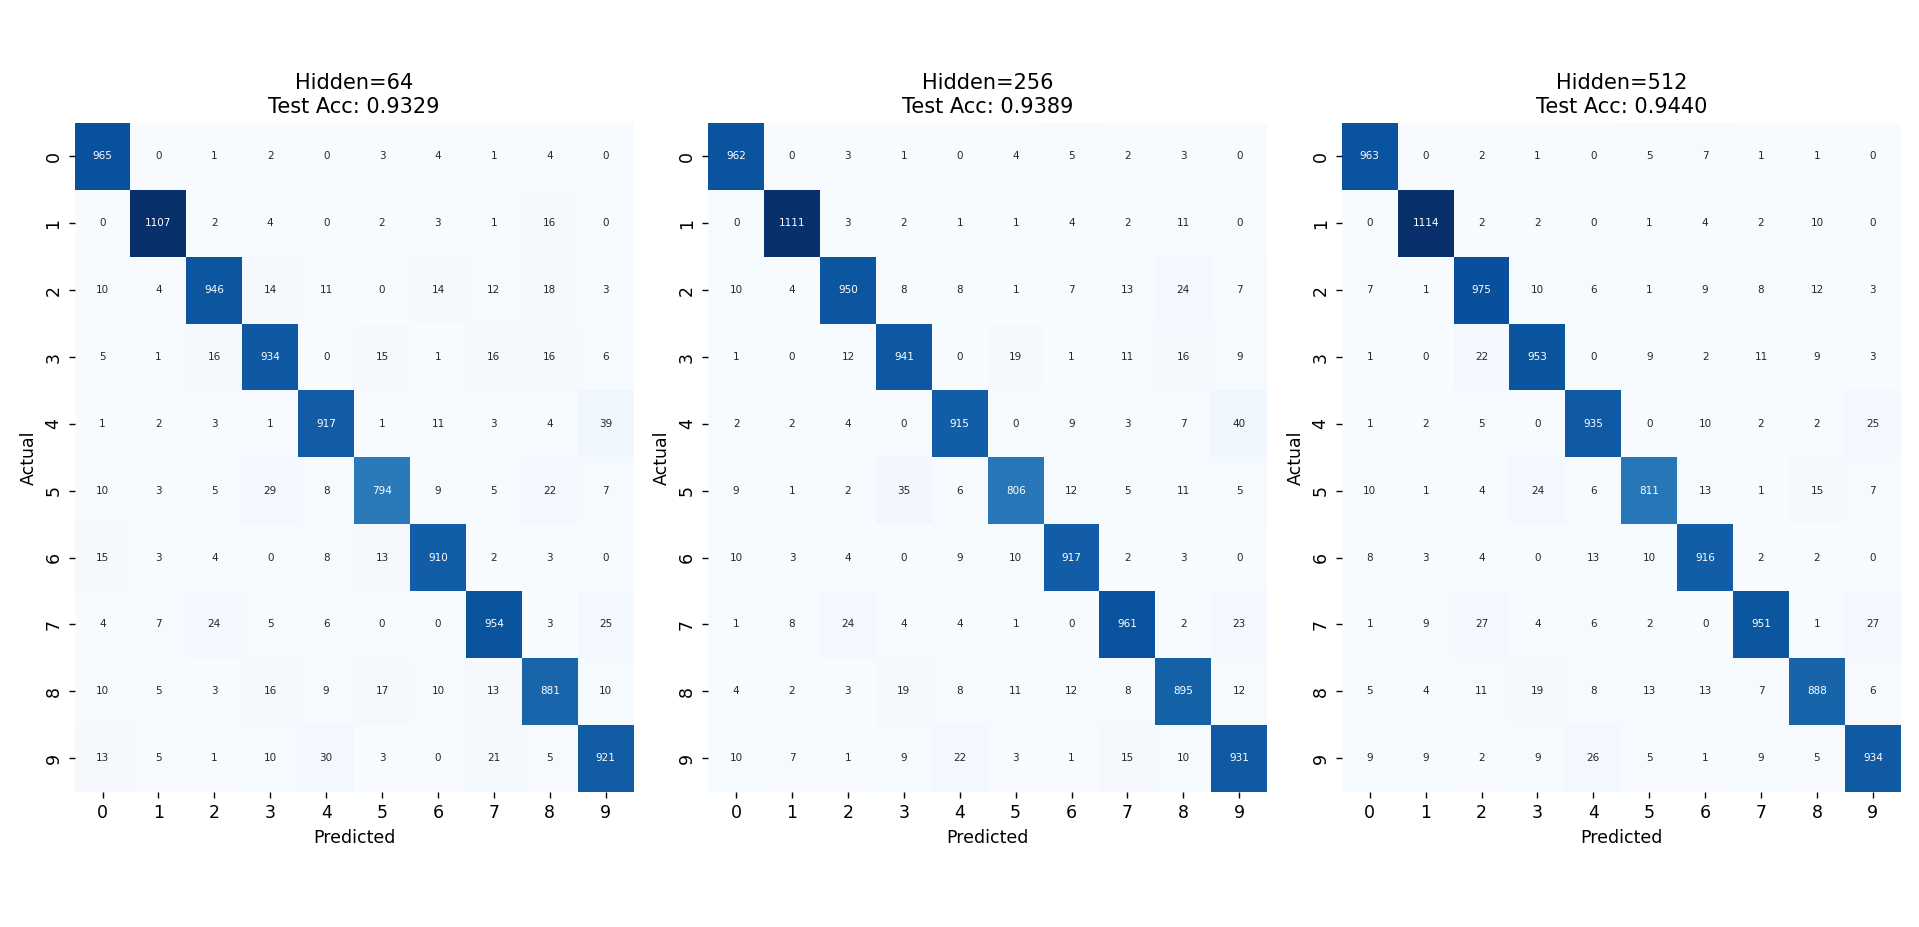 Hidden=64
Test Acc: 0.9329
0 965 0 1 2 0 3 4 1 4 0
1 0 1107 2 4 0 2 3 1 16 0
2 10 4 946 14 11 0 14 12 18 3
3 5 1 16 934 0 15 1 16 16 6
4 1 2 3 1 917 1 11 3 4 39
5 10 3 5 29 8 794 9 5 22 7
6 15 3 4 0 8 13 910 2 3 0
7 4 7 24 5 6 0 0 954 3 25
8 10 5 3 16 9 17 10 13 881 10
9 13 5 1 10 30 3 0 21 5 921
0 1 2 3 4 5 6 7 8 9
Predicted
Actual
Hidden=256
Test Acc: 0.9389
0 962 0 3 1 0 4 5 2 3 0
1 0 1111 3 2 1 1 4 2 11 0
2 10 4 950 8 8 1 7 13 24 7
3 1 0 12 941 0 19 1 11 16 9
4 2 2 4 0 915 0 9 3 7 40
5 9 1 2 35 6 806 12 5 11 5
6 10 3 4 0 9 10 917 2 3 0
7 1 8 24 4 4 1 0 961 2 23
8 4 2 3 19 8 11 12 8 895 12
9 10 7 1 9 22 3 1 15 10 931
0 1 2 3 4 5 6 7 8 9
Predicted
Actual
Hidden=512
Test Acc: 0.9440
0 963 0 2 1 0 5 7 1 1 0
1 0 1114 2 2 0 1 4 2 10 0
2 7 1 975 10 6 1 9 8 12 3
3 1 0 22 953 0 9 2 11 9 3
4 1 2 5 0 935 0 10 2 2 25
5 10 1 4 24 6 811 13 1 15 7
6 8 3 4 0 13 10 916 2 2 0
7 1 9 27 4 6 2 0 951 1 27
8 5 4 11 19 8 13 13 7 888 6
9 9 9 2 9 26 5 1 9 5 934
0 1 2 3 4 5 6 7 8 9
Predicted
Actual